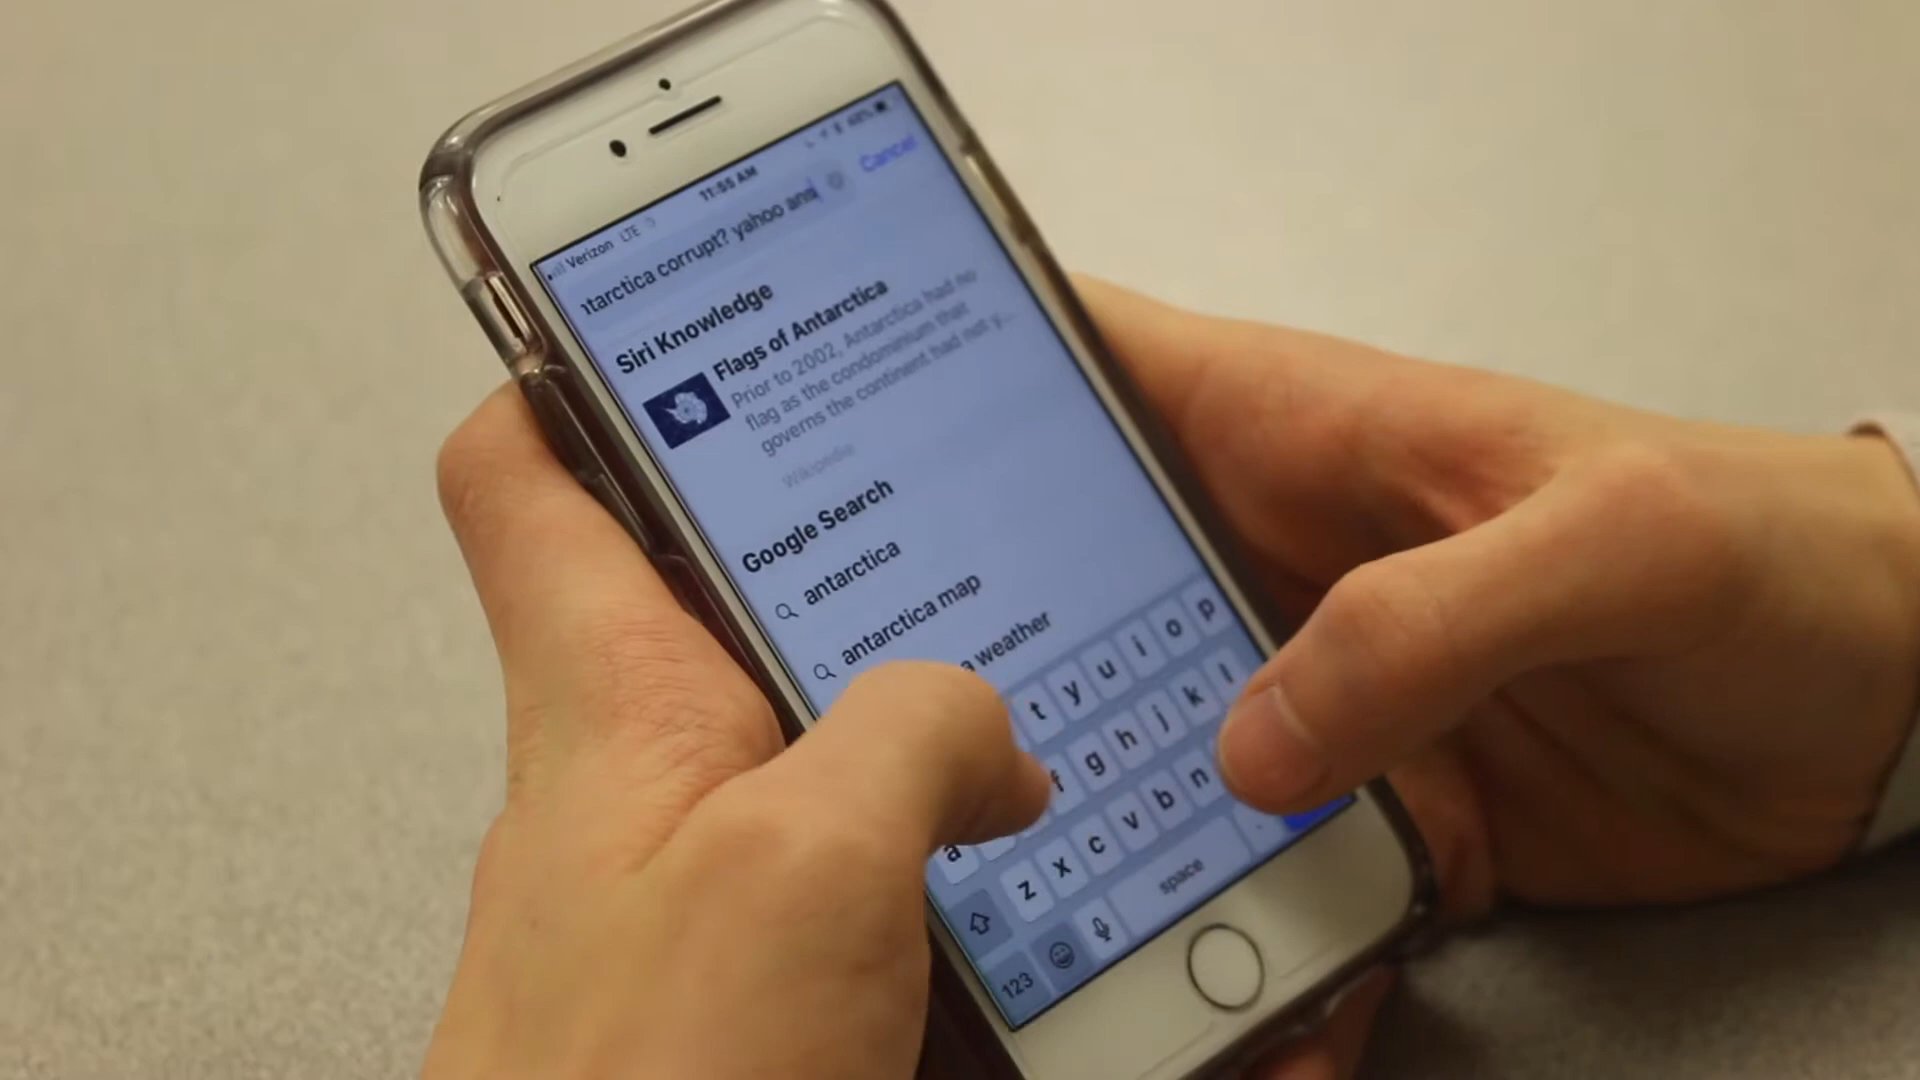 Verizon LTE 11:55 AM 48%
ntarctica corrupt? yahoo ans Cancel
Siri Knowledge
Flags of Antarctica
Prior to 2002, Antarctica had no
flag as the condominium that
governs the continent had not y...
Wikipedia
Google Search
antarctica
antarctica map
a weather
t y u i o p
a f g h j k l
z x c v b n
123 space .